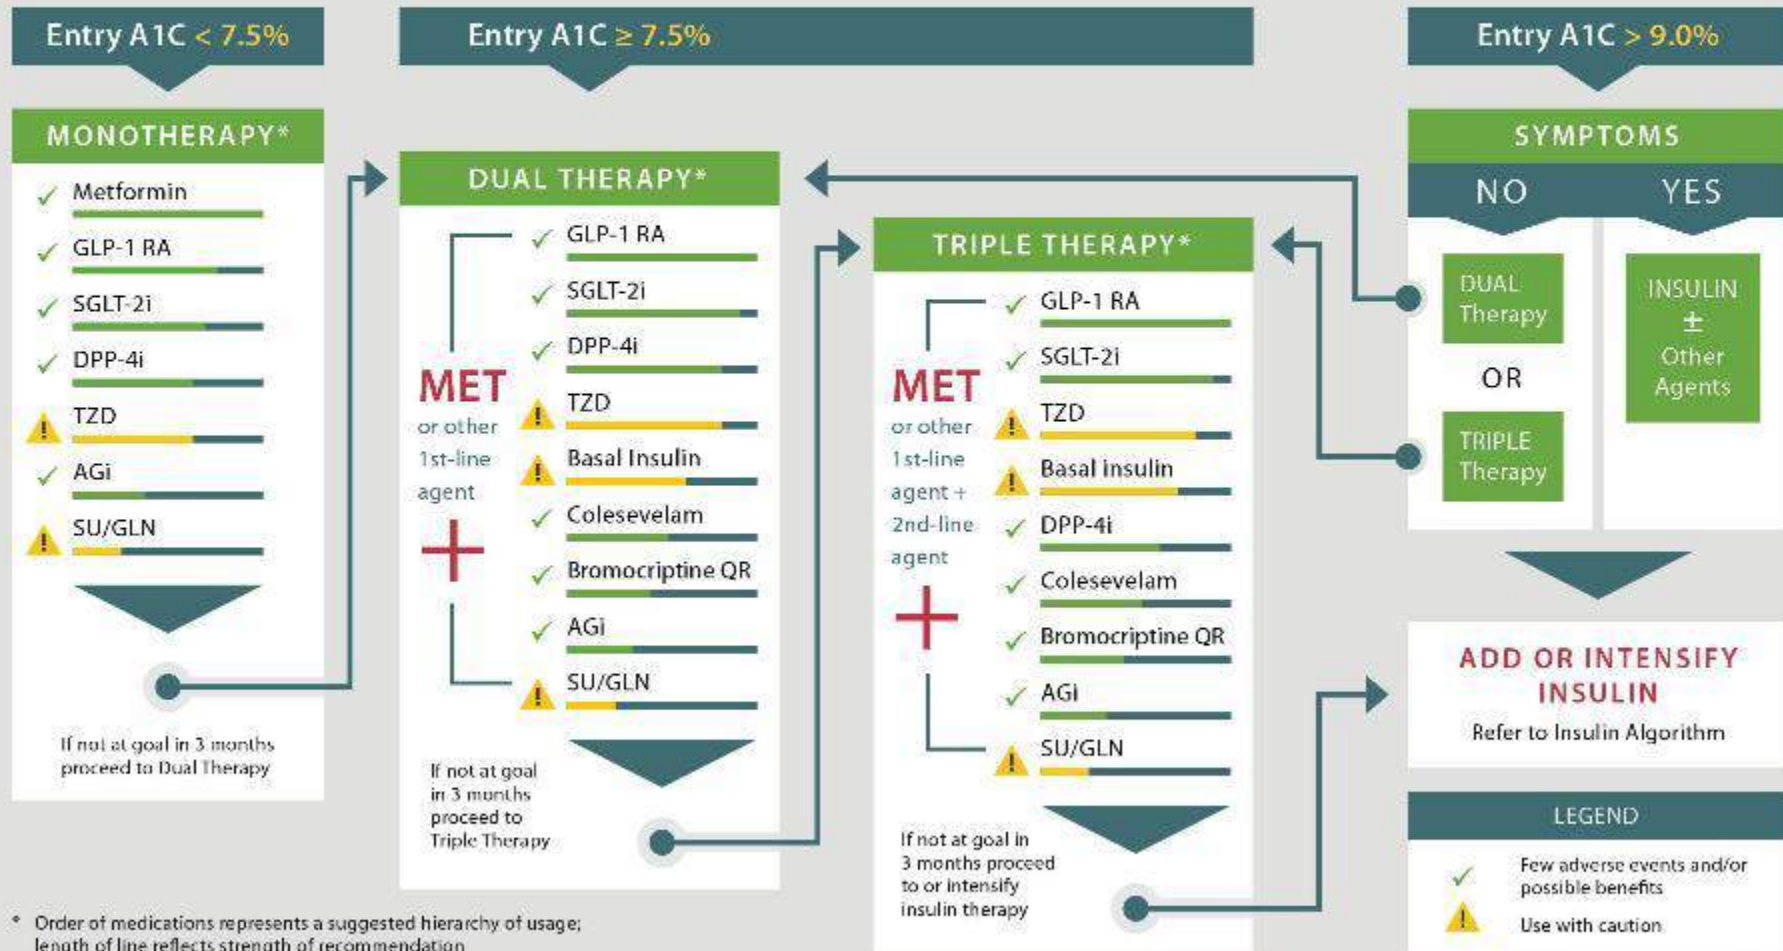 Entry A1C < 7.5%
Entry A1C ≥ 7.5%
Entry A1C > 9.0%
MONOTHERAPY*
Metformin
GLP-1 RA
SGLT-2i
DPP-4i
TZD
AGi
SU/GLN
If not at goal in 3 months
proceed to Dual Therapy
DUAL THERAPY*
MET
or other
1st-line
agent
+
GLP-1 RA
SGLT-2i
DPP-4i
TZD
Basal Insulin
Colesevelam
Bromocriptine QR
AGi
SU/GLN
If not at goal
in 3 months
proceed to
Triple Therapy
TRIPLE THERAPY*
MET
or other
1st-line
agent +
2nd-line
agent
+
GLP-1 RA
SGLT-2i
TZD
Basal insulin
DPP-4i
Colesevelam
Bromocriptine QR
AGi
SU/GLN
If not at goal in
3 months proceed
to or intensify
insulin therapy
SYMPTOMS
NO
YES
DUAL
Therapy
OR
TRIPLE
Therapy
INSULIN
±
Other
Agents
ADD OR INTENSIFY
INSULIN
Refer to Insulin Algorithm
LEGEND
Few adverse events and/or
possible benefits
Use with caution
* Order of medications represents a suggested hierarchy of usage;
length of line reflects strength of recommendation